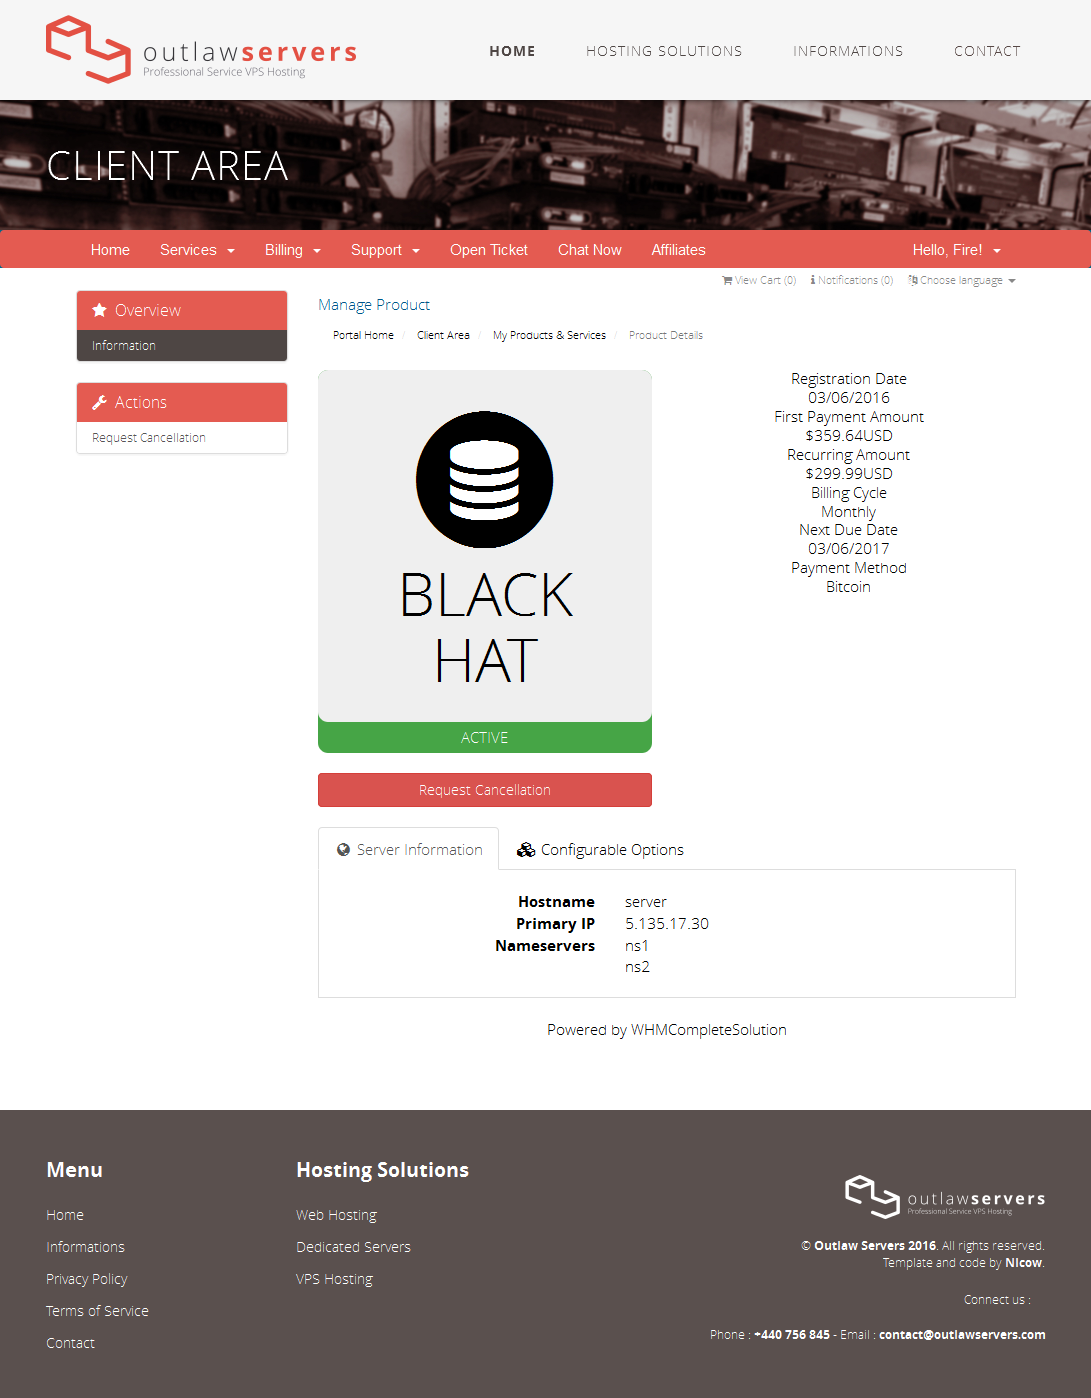 outlawservers
Professional Service VPS Hosting
HOME HOSTING SOLUTIONS INFORMATIONS CONTACT
CLIENT AREA
Home Services Billing Support Open Ticket Chat Now Affiliates Hello, Fire!
View Cart (0) Notifications (0) Choose language
Overview
Information
Actions
Request Cancellation
Manage Product
Portal Home / Client Area / My Products & Services / Product Details
BLACK
HAT
ACTIVE
Request Cancellation
Registration Date
03/06/2016
First Payment Amount
$359.64USD
Recurring Amount
$299.99USD
Billing Cycle
Monthly
Next Due Date
03/06/2017
Payment Method
Bitcoin
Server Information Configurable Options
Hostname server
Primary IP 5.135.17.30
Nameservers ns1
ns2
Powered by WHMCompleteSolution
Menu
Home
Informations
Privacy Policy
Terms of Service
Contact
Hosting Solutions
Web Hosting
Dedicated Servers
VPS Hosting
outlawservers
Professional Service VPS Hosting
© Outlaw Servers 2016. All rights reserved.
Template and code by Nlcow.
Connect us :
Phone : +440 756 845 - Email : contact@outlawservers.com